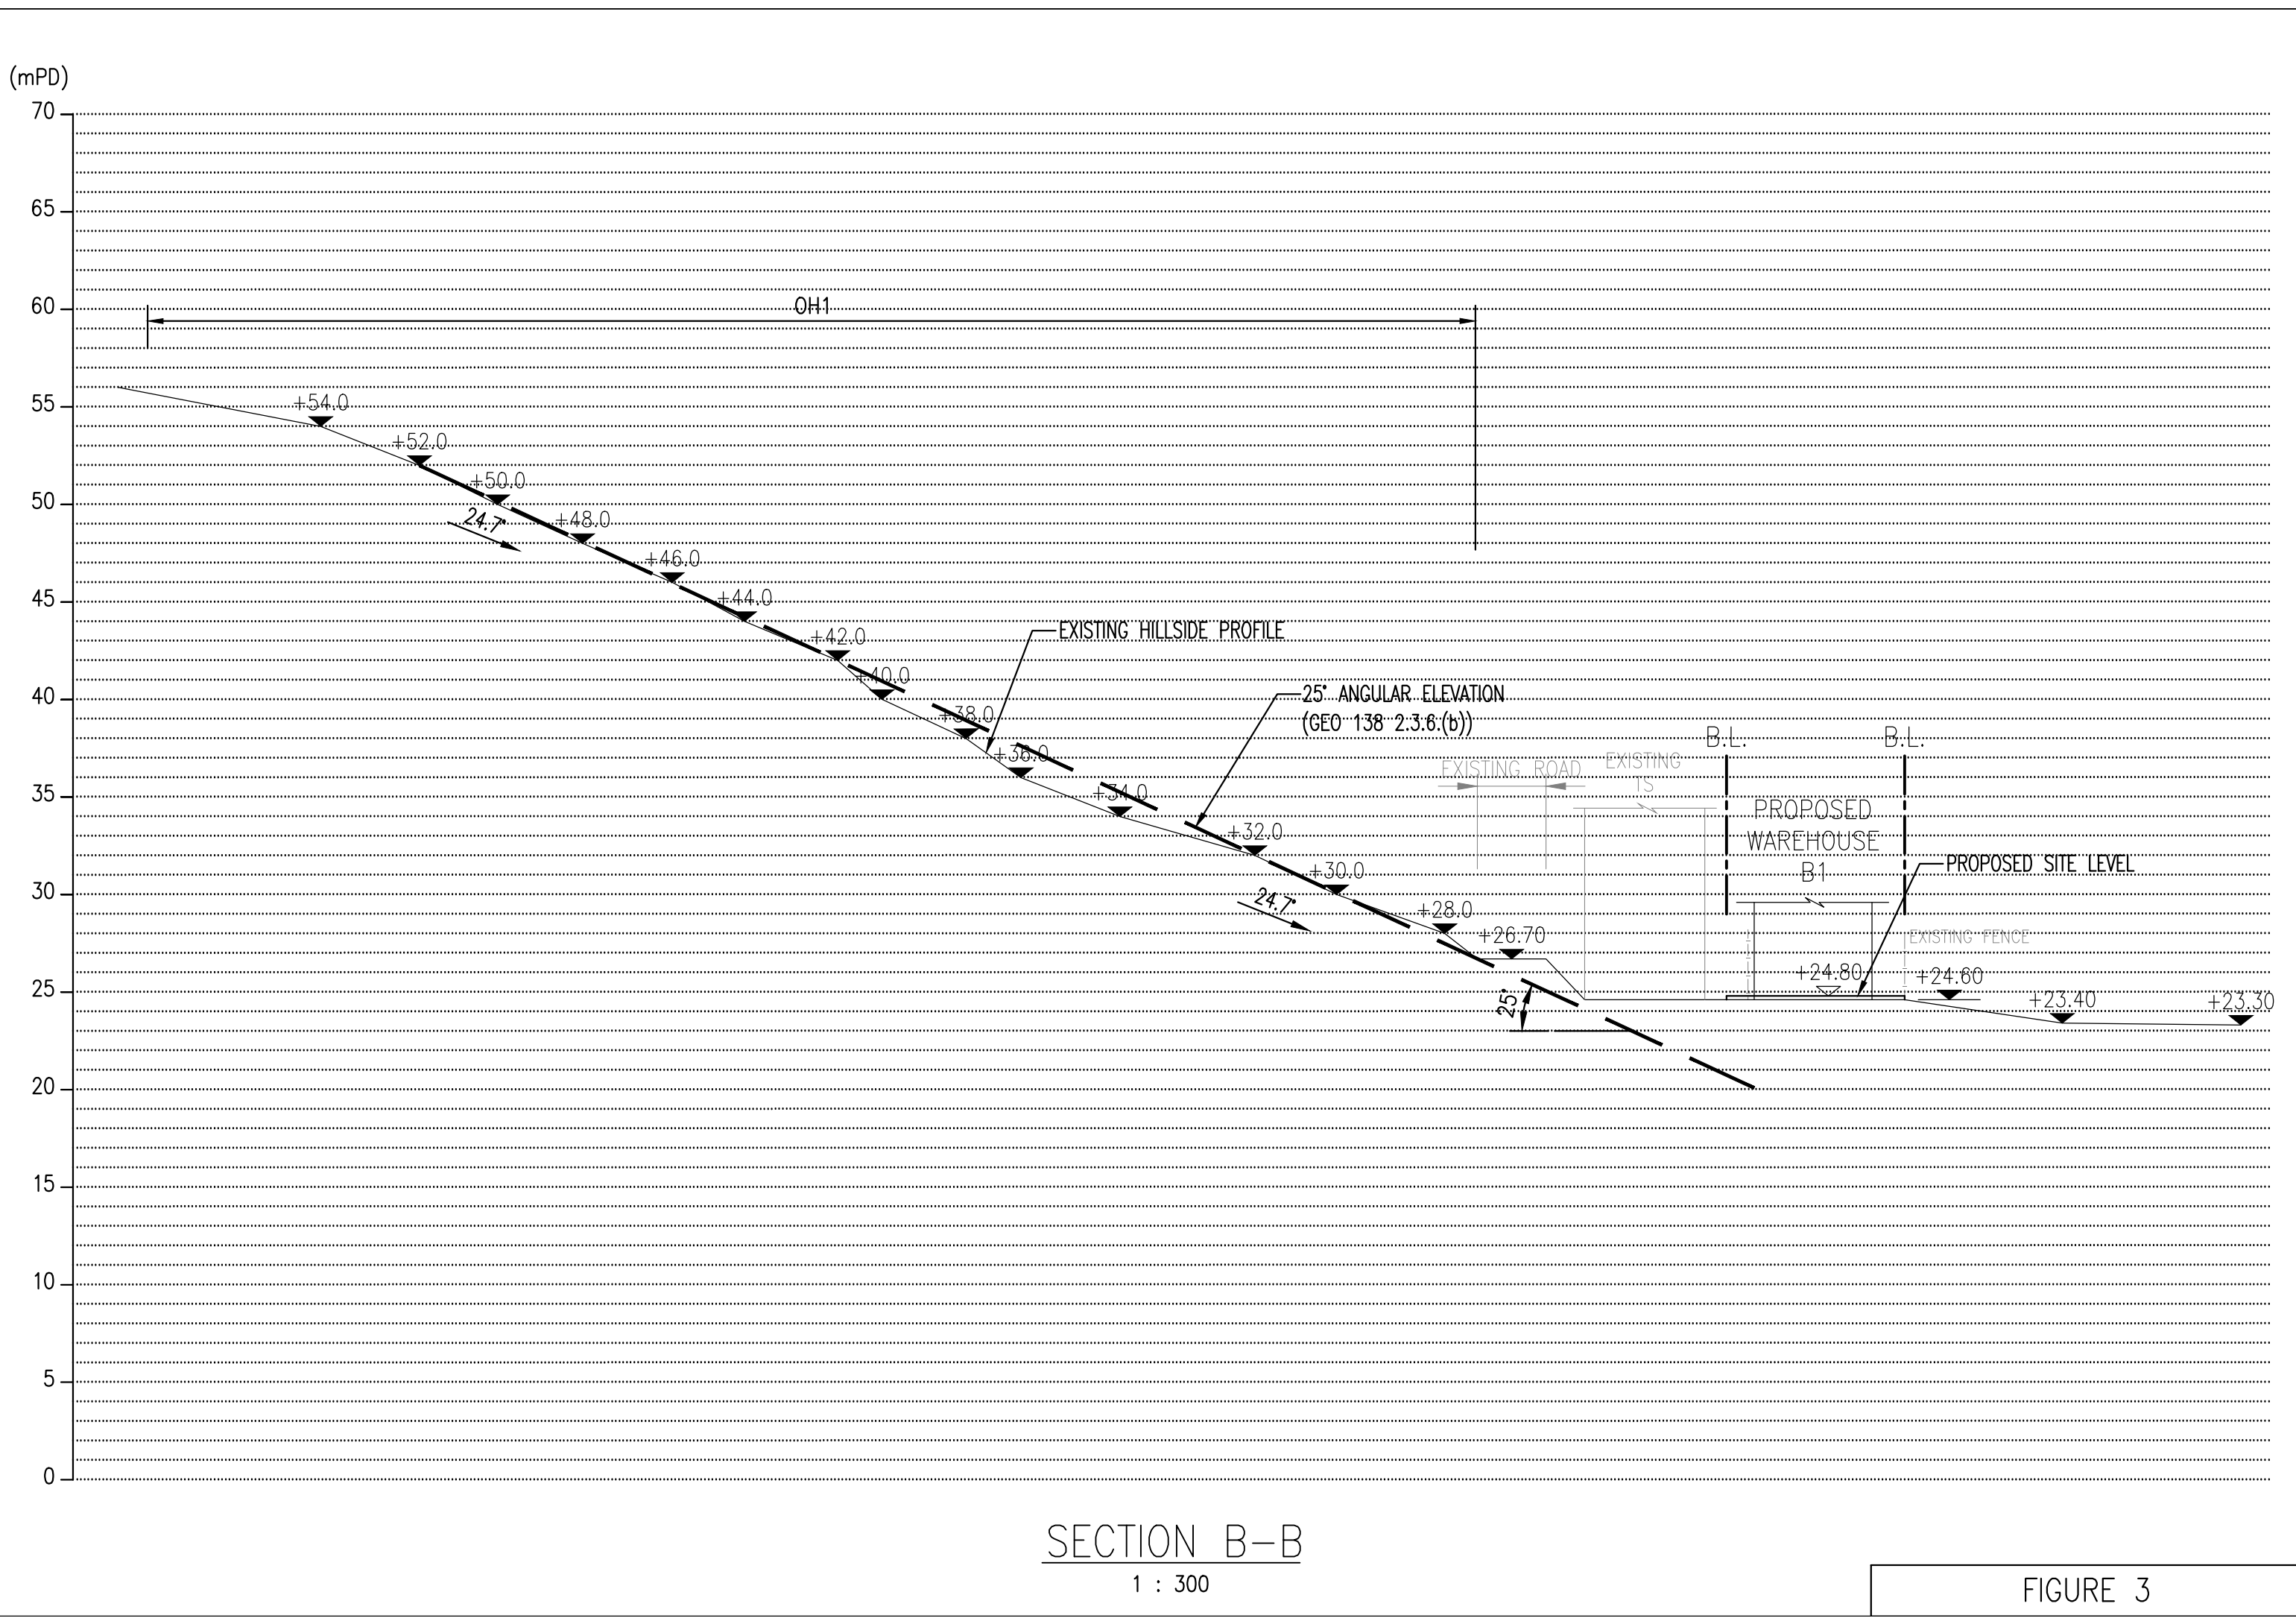 (mPD)
70
65
60
55
50
45
40
35
30
25
20
15
10
5
0
OH1
+54.0
+52.0
+50.0
24.7°
+48.0
+46.0
+44.0
+42.0
+40.0
+38.0
+36.0
+34.0
+32.0
+30.0
24.7°
+28.0
+26.70
EXISTING HILLSIDE PROFILE
25° ANGULAR ELEVATION
(GEO 138 2.3.6.(b))
EXISTING ROAD
EXISTING
TS
B.L.
B.L.
PROPOSED
WAREHOUSE
B1
PROPOSED SITE LEVEL
EXISTING FENCE
+24.80
+24.60
+23.40
+23.30
25°
SECTION B-B
1 : 300
FIGURE 3